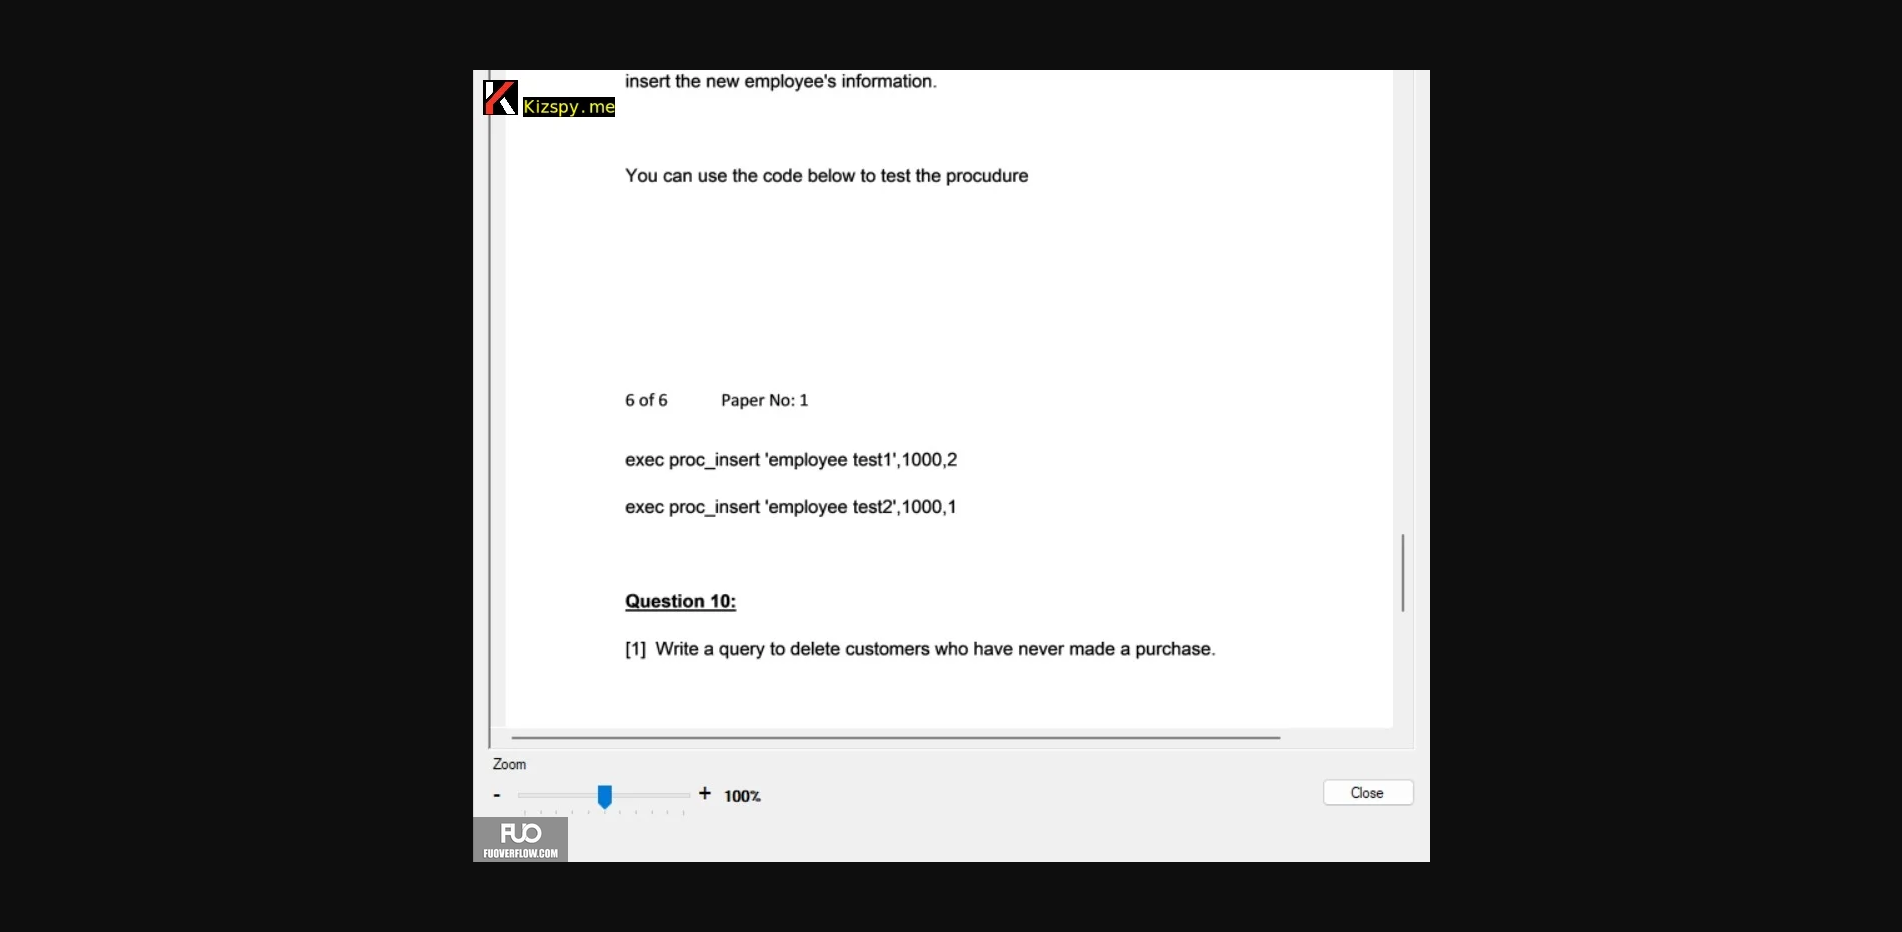 insert the new employee's information.
Kizspy.me
You can use the code below to test the procudure
6 of 6 Paper No: 1
exec proc_insert 'employee test1',1000,2
exec proc_insert 'employee test2',1000,1
Question 10:
[1] Write a query to delete customers who have never made a purchase.
Zoom
- + 100%
Close
FUO
FUOVERFLOW.COM